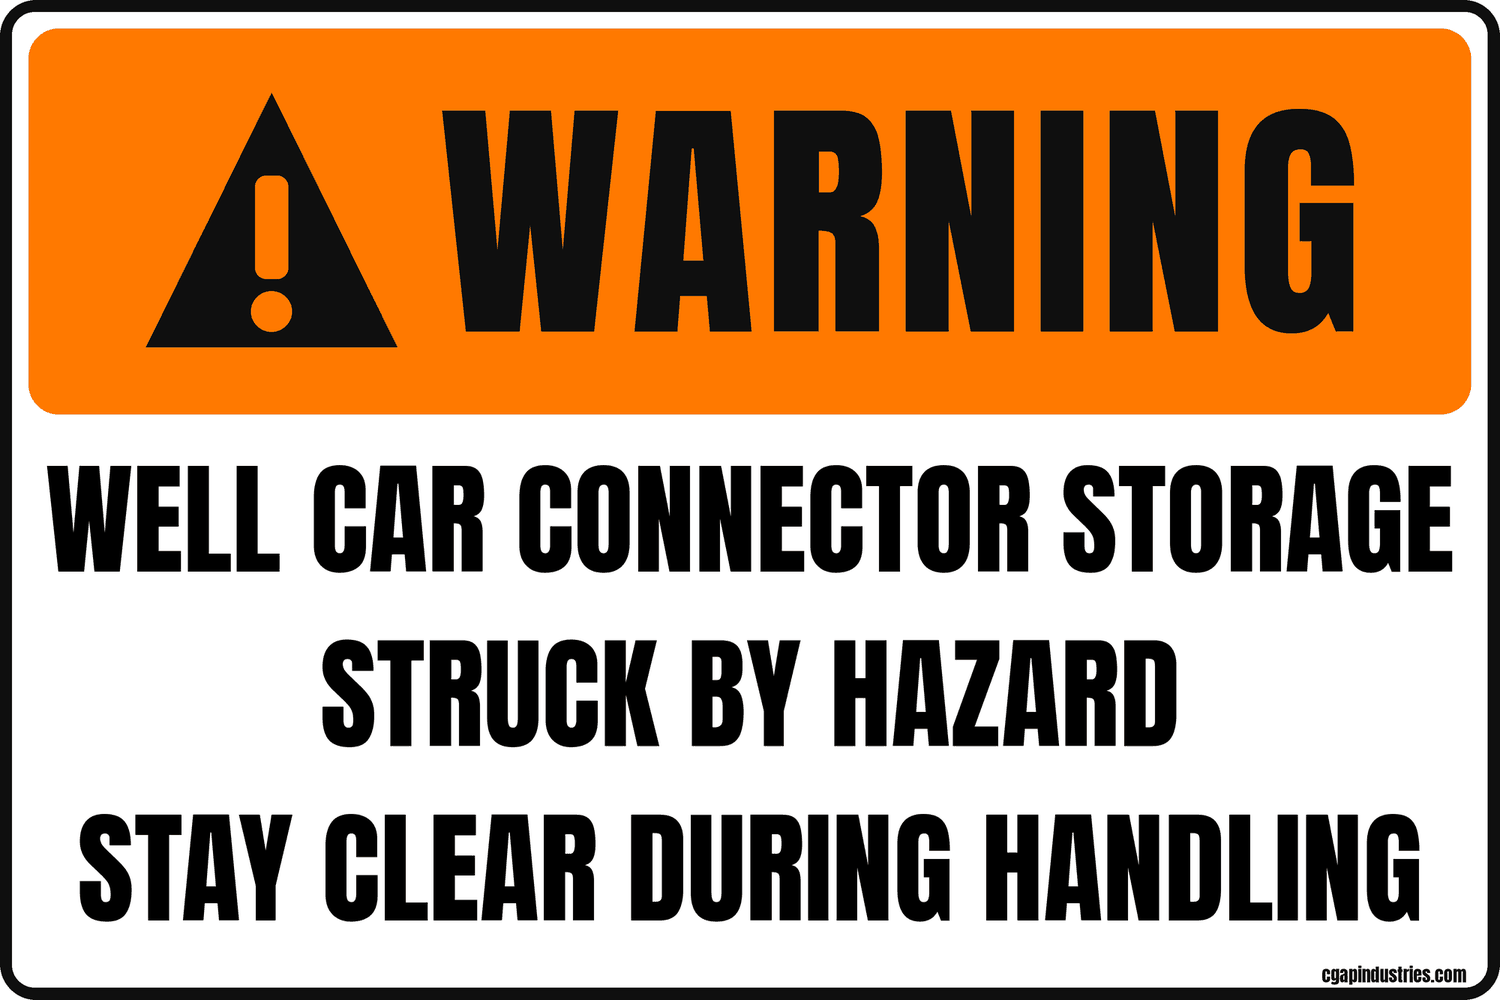 WARNING
WELL CAR CONNECTOR STORAGE
STRUCK BY HAZARD
STAY CLEAR DURING HANDLING
cgapindustries.com